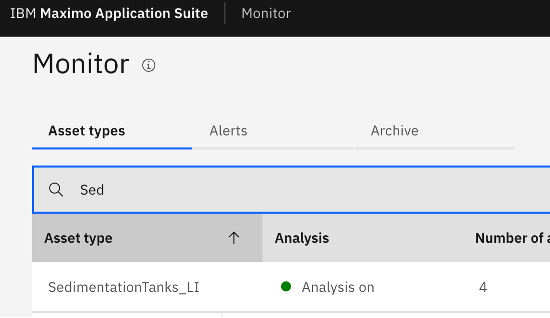 IBM Maximo Application Suite Monitor
Monitor
Asset types Alerts Archive
Sed
Asset type Analysis Number of a
SedimentationTanks_LI Analysis on 4